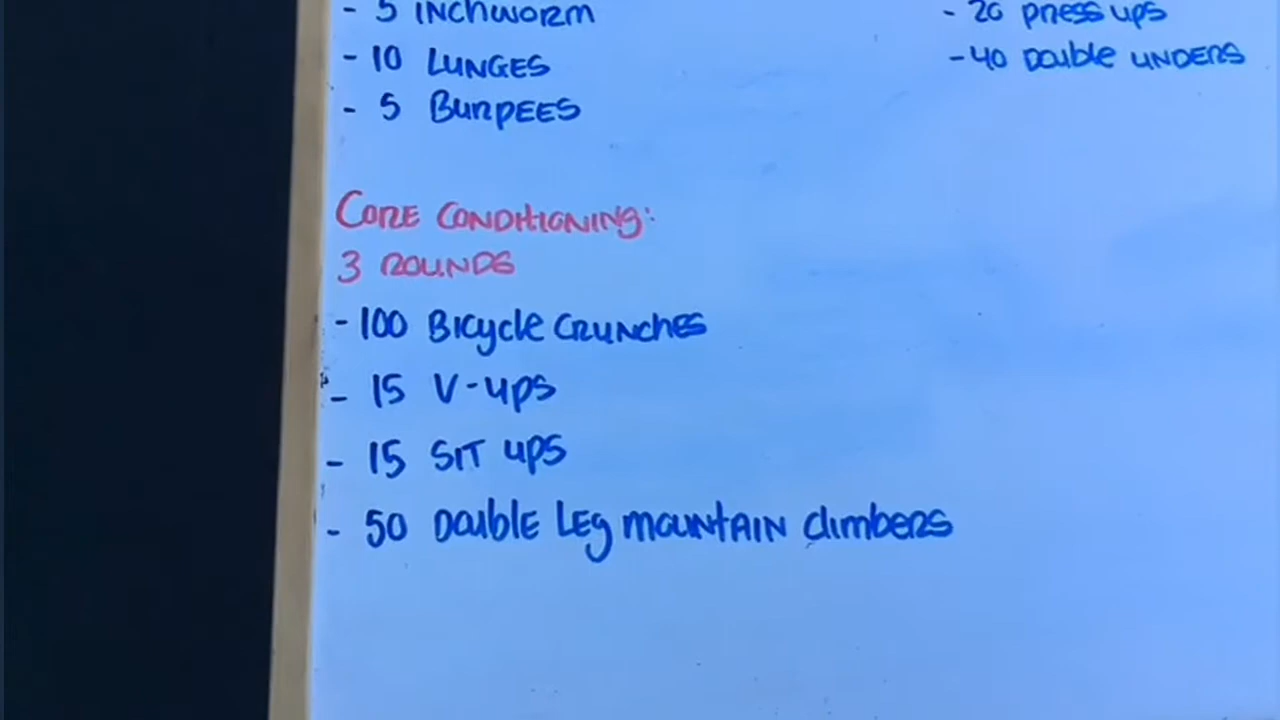 - 5 INCHWORM
- 10 LUNGES
- 5 BURPEES
- 20 press ups
- 40 Double UNDERS
CORE CONDITIONING:
3 ROUNDS
- 100 Bicycle CRUNCHES
- 15 V-ups
- 15 SIT UPS
- 50 Double Leg mountain climbers